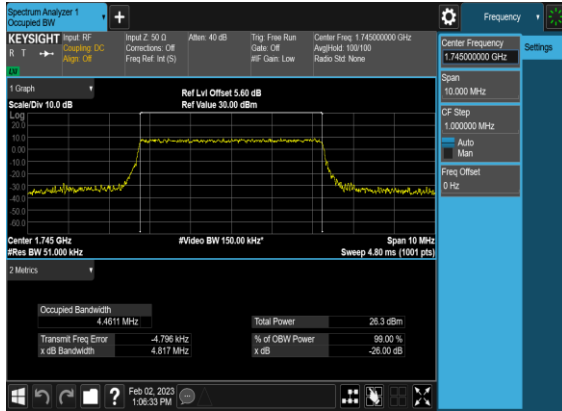 Spectrum Analyzer 1
Occupied BW
+
Frequency
KEYSIGHT
R T
LV
Input: RF
Coupling: DC
Align: Off
Input Z: 50 Ω
Corrections: Off
Freq Ref: Int (S)
Atten: 40 dB
Trig: Free Run
Gate: Off
#IF Gain: Low
Center Freq: 1.745000000 GHz
Avg|Hold: 100/100
Radio Std: None
Center Frequency
1.745000000 GHz
Settings
Span
10.000 MHz
CF Step
1.000000 MHz
Auto
Man
Freq Offset
0 Hz
1 Graph
Scale/Div 10.0 dB
Ref Lvl Offset 5.60 dB
Ref Value 30.00 dBm
Log
20.0
10.0
0.00
-10.0
-20.0
-30.0
-40.0
-50.0
-60.0
Center 1.745 GHz
#Video BW 150.00 kHz*
Span 10 MHz
#Res BW 51.000 kHz
Sweep 4.80 ms (1001 pts)
2 Metrics
Occupied Bandwidth
4.4611 MHz
Total Power 26.3 dBm
Transmit Freq Error -4.796 kHz
% of OBW Power 99.00 %
x dB Bandwidth 4.817 MHz
x dB -26.00 dB
?
Feb 02, 2023
1:06:33 PM